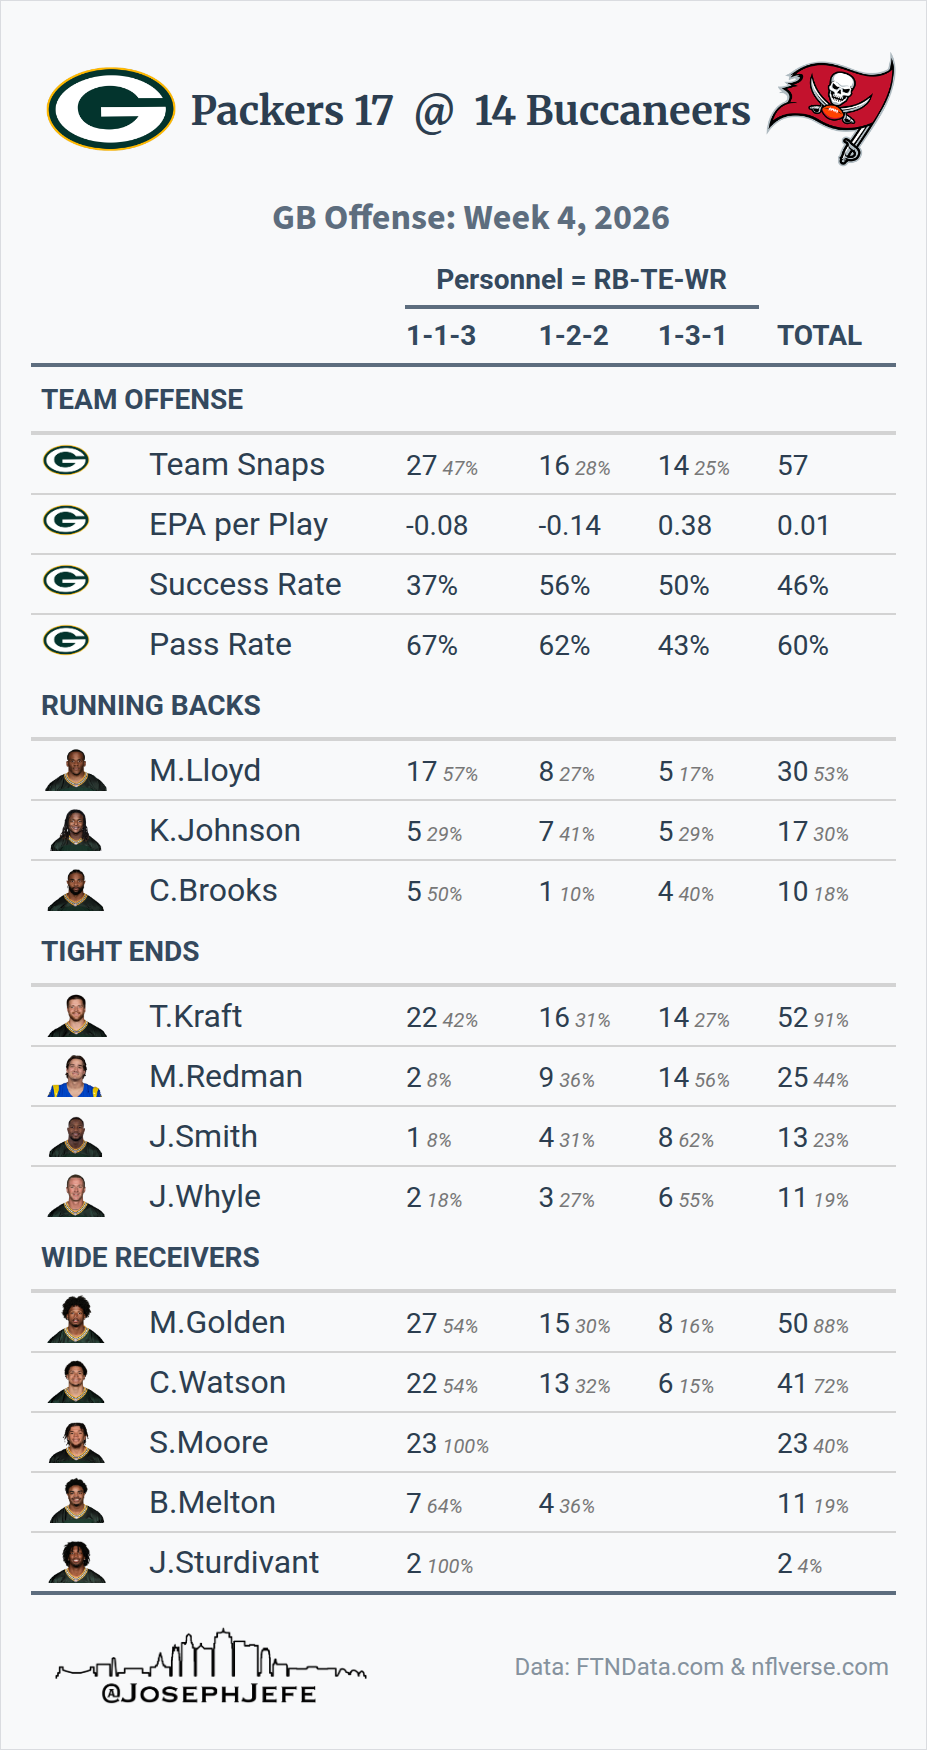 Packers 17 @ 14 Buccaneers
GB Offense: Week 4, 2026
Personnel = RB-TE-WR
1-1-3 1-2-2 1-3-1 TOTAL
TEAM OFFENSE
Team Snaps 27 47% 16 28% 14 25% 57
EPA per Play -0.08 -0.14 0.38 0.01
Success Rate 37% 56% 50% 46%
Pass Rate 67% 62% 43% 60%
RUNNING BACKS
M.Lloyd 17 57% 8 27% 5 17% 30 53%
K.Johnson 5 29% 7 41% 5 29% 17 30%
C.Brooks 5 50% 1 10% 4 40% 10 18%
TIGHT ENDS
T.Kraft 22 42% 16 31% 14 27% 52 91%
M.Redman 2 8% 9 36% 14 56% 25 44%
J.Smith 1 8% 4 31% 8 62% 13 23%
J.Whyle 2 18% 3 27% 6 55% 11 19%
WIDE RECEIVERS
M.Golden 27 54% 15 30% 8 16% 50 88%
C.Watson 22 54% 13 32% 6 15% 41 72%
S.Moore 23 100% 23 40%
B.Melton 7 64% 4 36% 11 19%
J.Sturdivant 2 100% 2 4%
@JosephJefe
Data: FTNData.com & nflverse.com